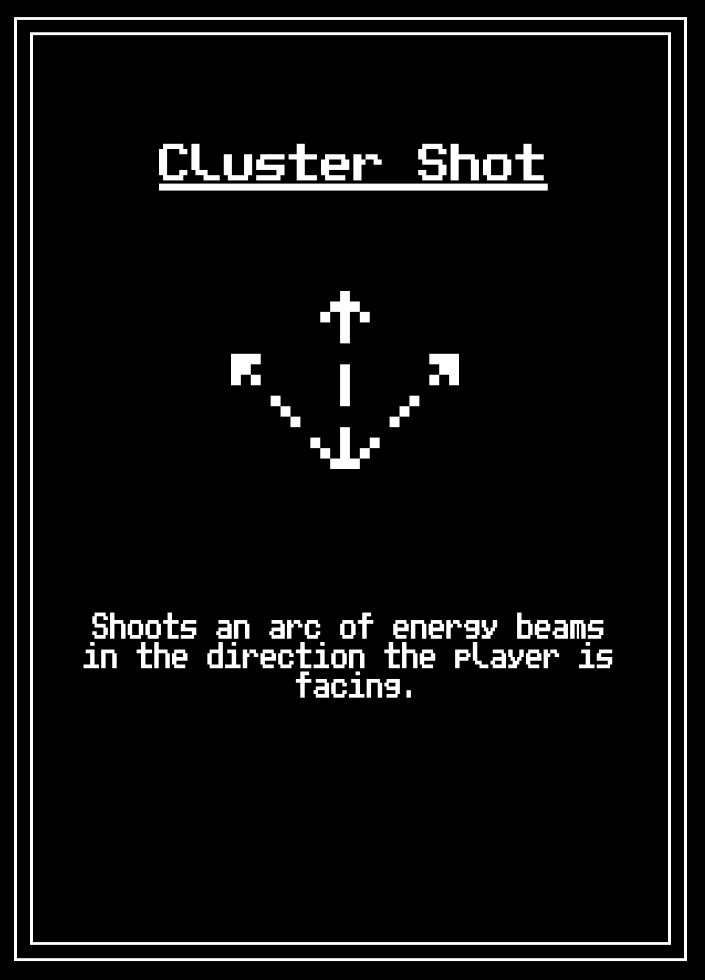 Cluster Shot
Shoots an arc of energy beams
in the direction the player is
facing.